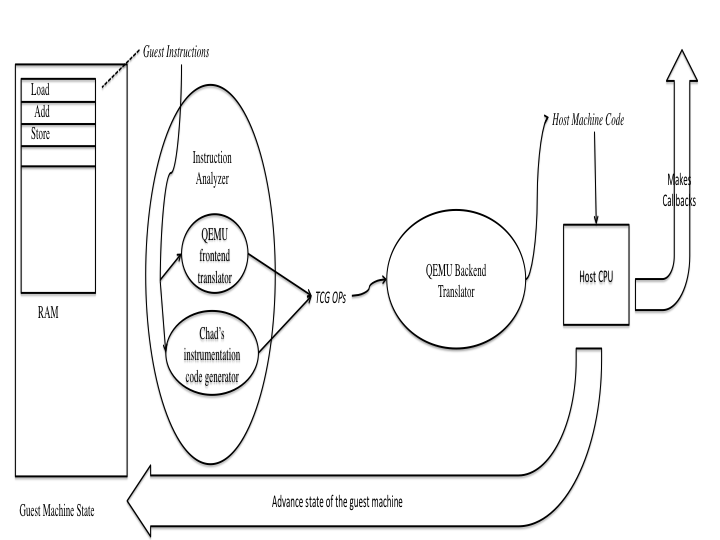 Guest Instructions
Load
Add
Store
RAM
Guest Machine State
Instruction
Analyzer
QEMU
frontend
translator
Chad's
instrumentation
code generator
TCG OPs
QEMU Backend
Translator
Host Machine Code
Host CPU
Makes
Callbacks
Advance state of the guest machine